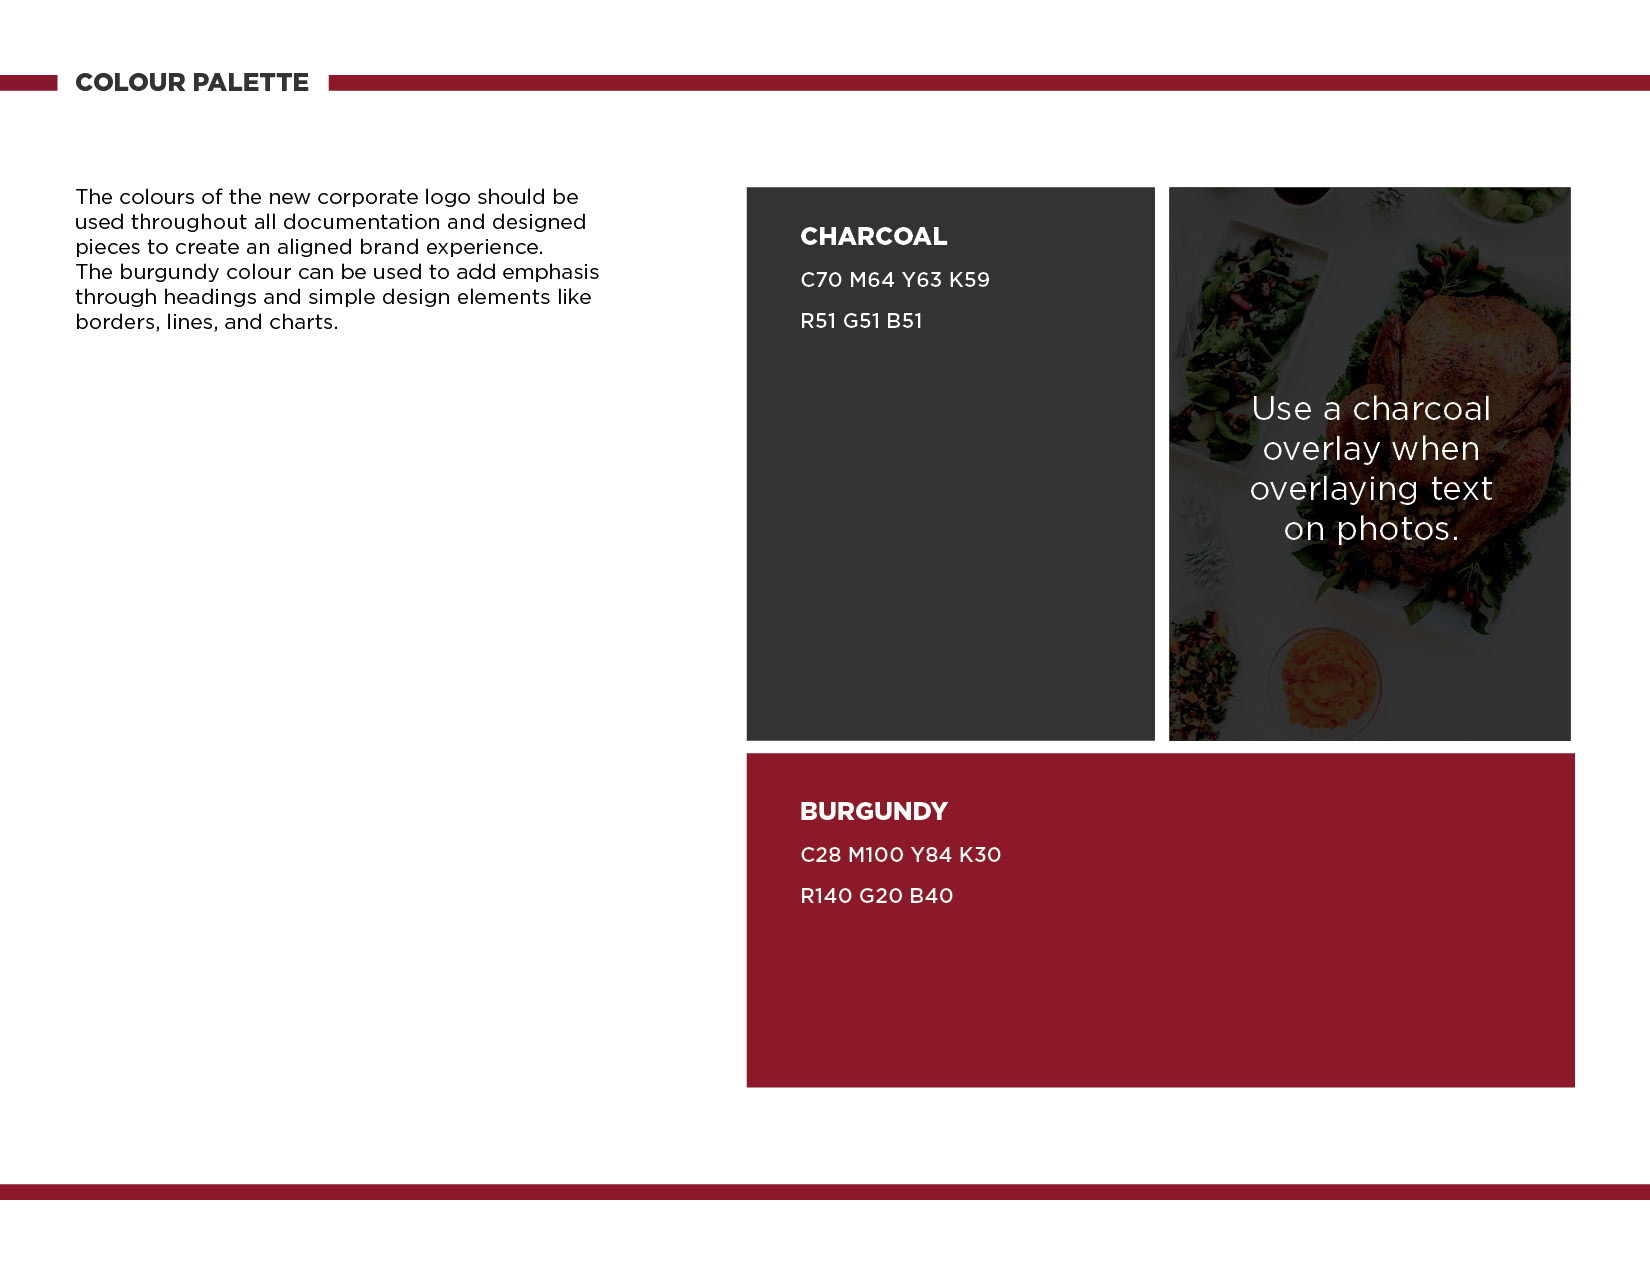 COLOUR PALETTE
The colours of the new corporate logo should be
used throughout all documentation and designed
pieces to create an aligned brand experience.
The burgundy colour can be used to add emphasis
through headings and simple design elements like
borders, lines, and charts.
CHARCOAL
C70 M64 Y63 K59
R51 G51 B51
Use a charcoal
overlay when
overlaying text
on photos.
BURGUNDY
C28 M100 Y84 K30
R140 G20 B40